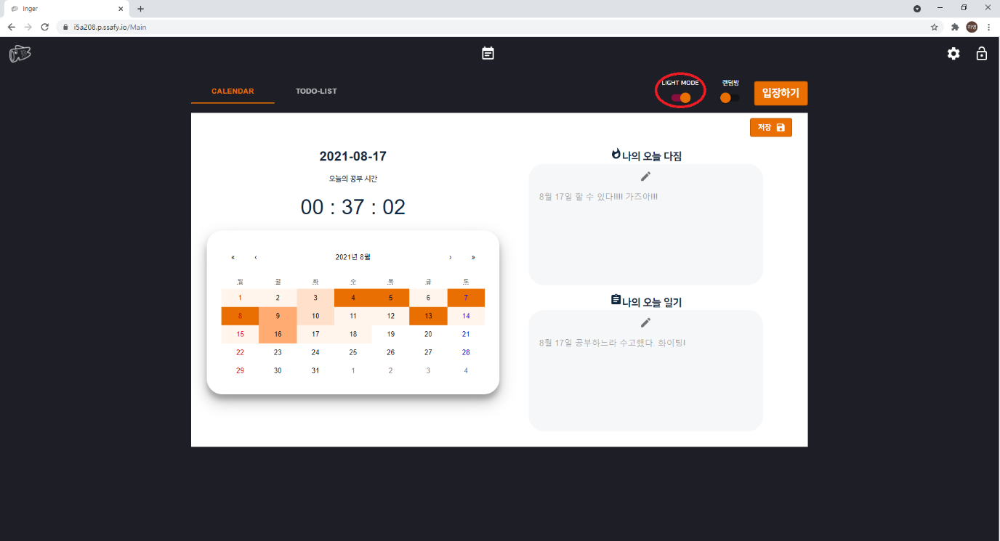 Inger
i5a208.p.ssafy.io/Main
하영
CALENDAR
TODO-LIST
LIGHT MODE
랜덤방
입장하기
저장
2021-08-17
오늘의 공부 시간
00 : 37 : 02
« ‹ 2021년 8월 › »
일 월 화 수 목 금 토
1 2 3 4 5 6 7
8 9 10 11 12 13 14
15 16 17 18 19 20 21
22 23 24 25 26 27 28
29 30 31 1 2 3 4
나의 오늘 다짐
8월 17일 할 수 있다!!!! 가즈아!!!
나의 오늘 일기
8월 17일 공부하느라 수고했다. 화이팅!